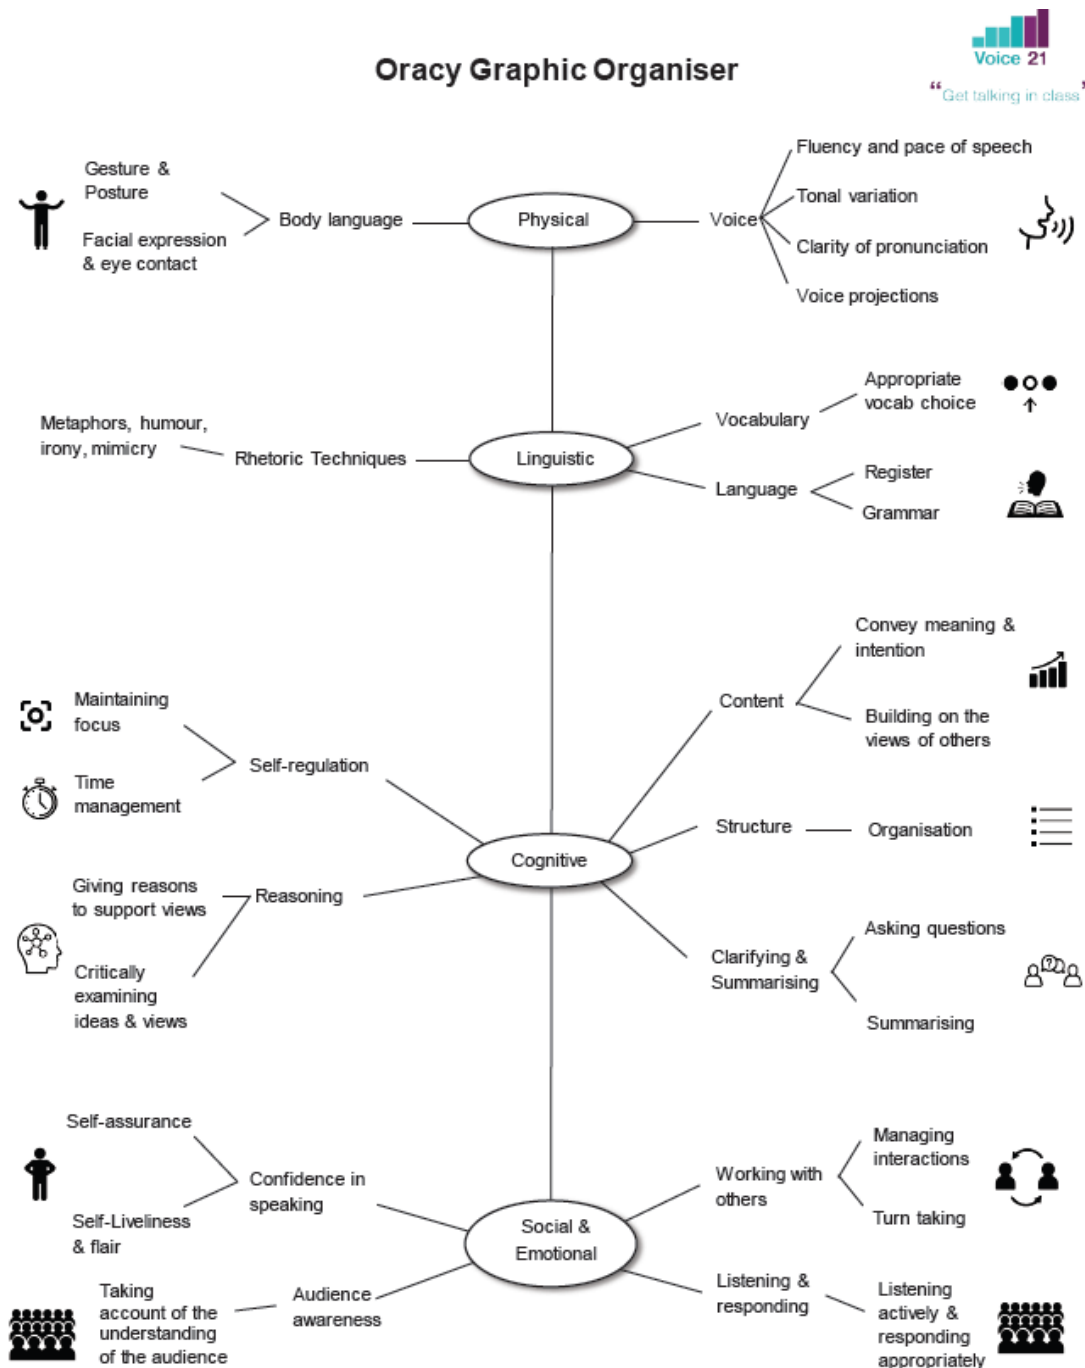 Oracy Graphic Organiser
Voice 21
“Get talking in class”
Gesture &
Posture
Facial expression
& eye contact
Body language
Physical
Voice
Fluency and pace of speech
Tonal variation
Clarity of pronunciation
Voice projections
Metaphors, humour,
irony, mimicry
Rhetoric Techniques
Linguistic
Vocabulary
Appropriate
vocab choice
Language
Register
Grammar
Maintaining
focus
Time
management
Self-regulation
Giving reasons
to support views
Critically
examining
ideas & views
Reasoning
Cognitive
Content
Convey meaning &
intention
Building on the
views of others
Structure
Organisation
Clarifying &
Summarising
Asking questions
Summarising
Self-assurance
Self-Liveliness
& flair
Confidence in
speaking
Taking
account of the
understanding
of the audience
Audience
awareness
Social &
Emotional
Working with
others
Managing
interactions
Turn taking
Listening &
responding
Listening
actively &
responding
appropriately